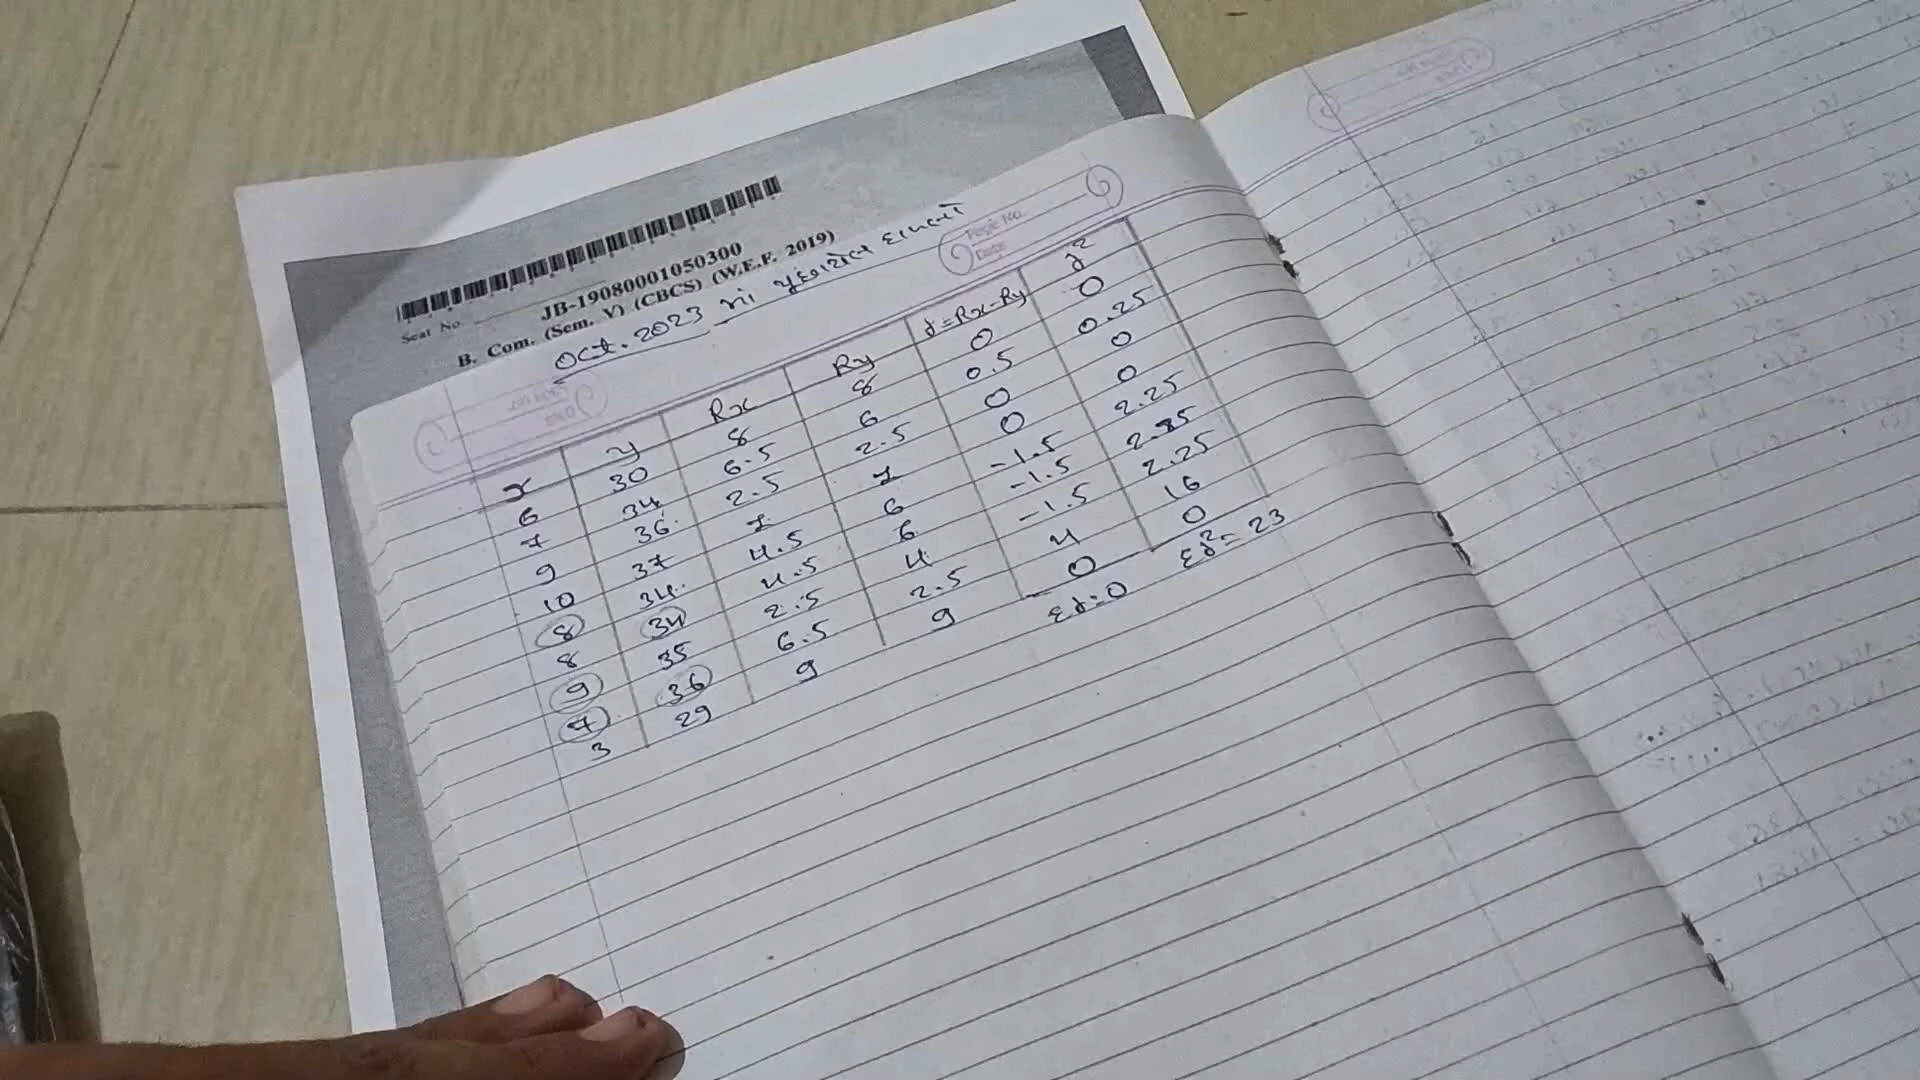 JB-19080001050300
Seat No.
B. Com. (Sem. V) (CBCS) (W.E.F. 2019)
Oct. 2023 માં પુછાયેલ દાખલો
Page No.
Date
x y Rx Ry d=Rx-Ry d²
6 30 8 8 0 0
7 34 6.5 6 0.5 0.25
9 36 2.5 2.5 0 0
10 37 1 1 0 0
8 34 4.5 6 -1.5 2.25
8 34 4.5 6 -1.5 2.25
9 35 2.5 4 -1.5 2.25
7 36 6.5 2.5 4 16
3 29 9 9 0 0
Σd=0 Σd²=23